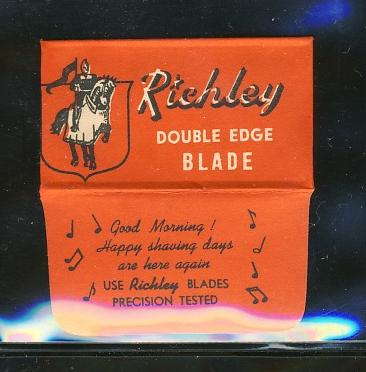 Richley
DOUBLE EDGE
BLADE
Good Morning!
Happy shaving days
are here again
USE Richley BLADES
PRECISION TESTED